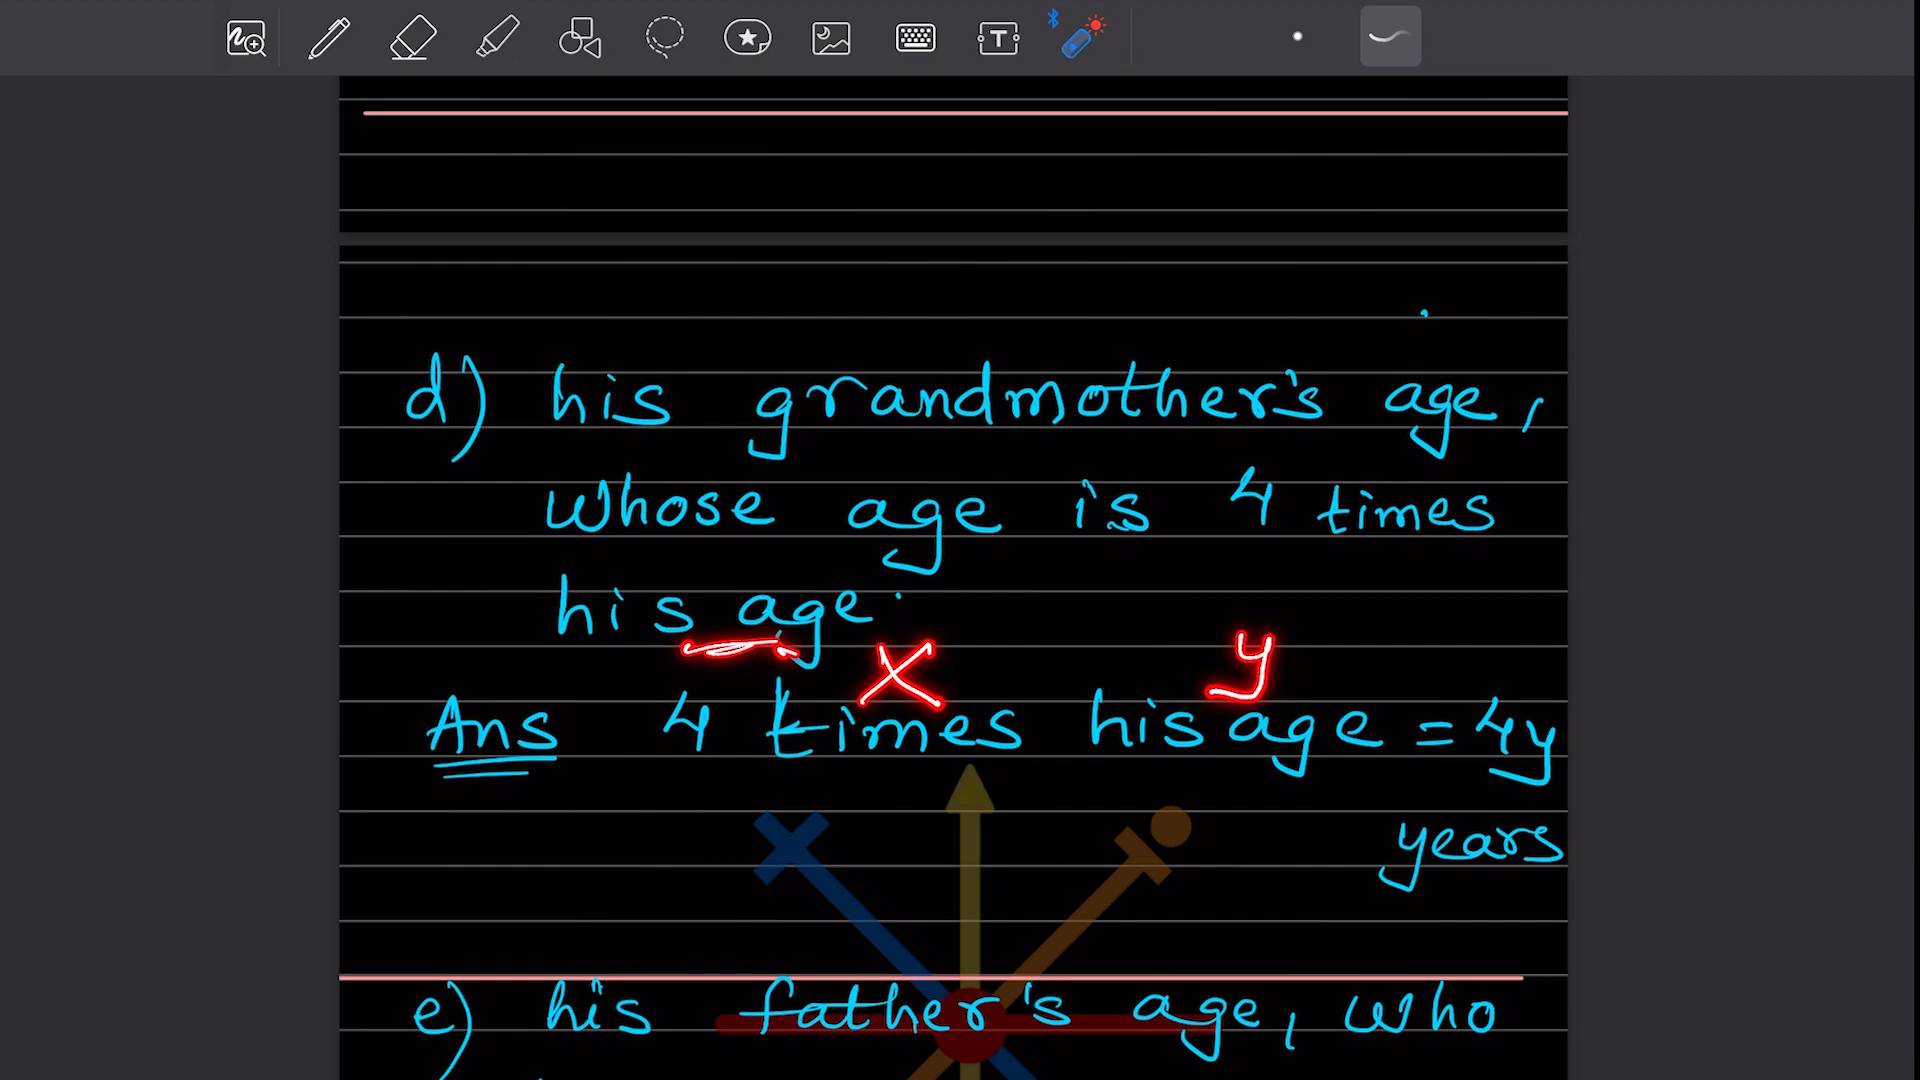 d) his grandmother's age,
whose age is 4 times
his age.
x y
Ans 4 times his age = 4y
years
e) his father's age, who